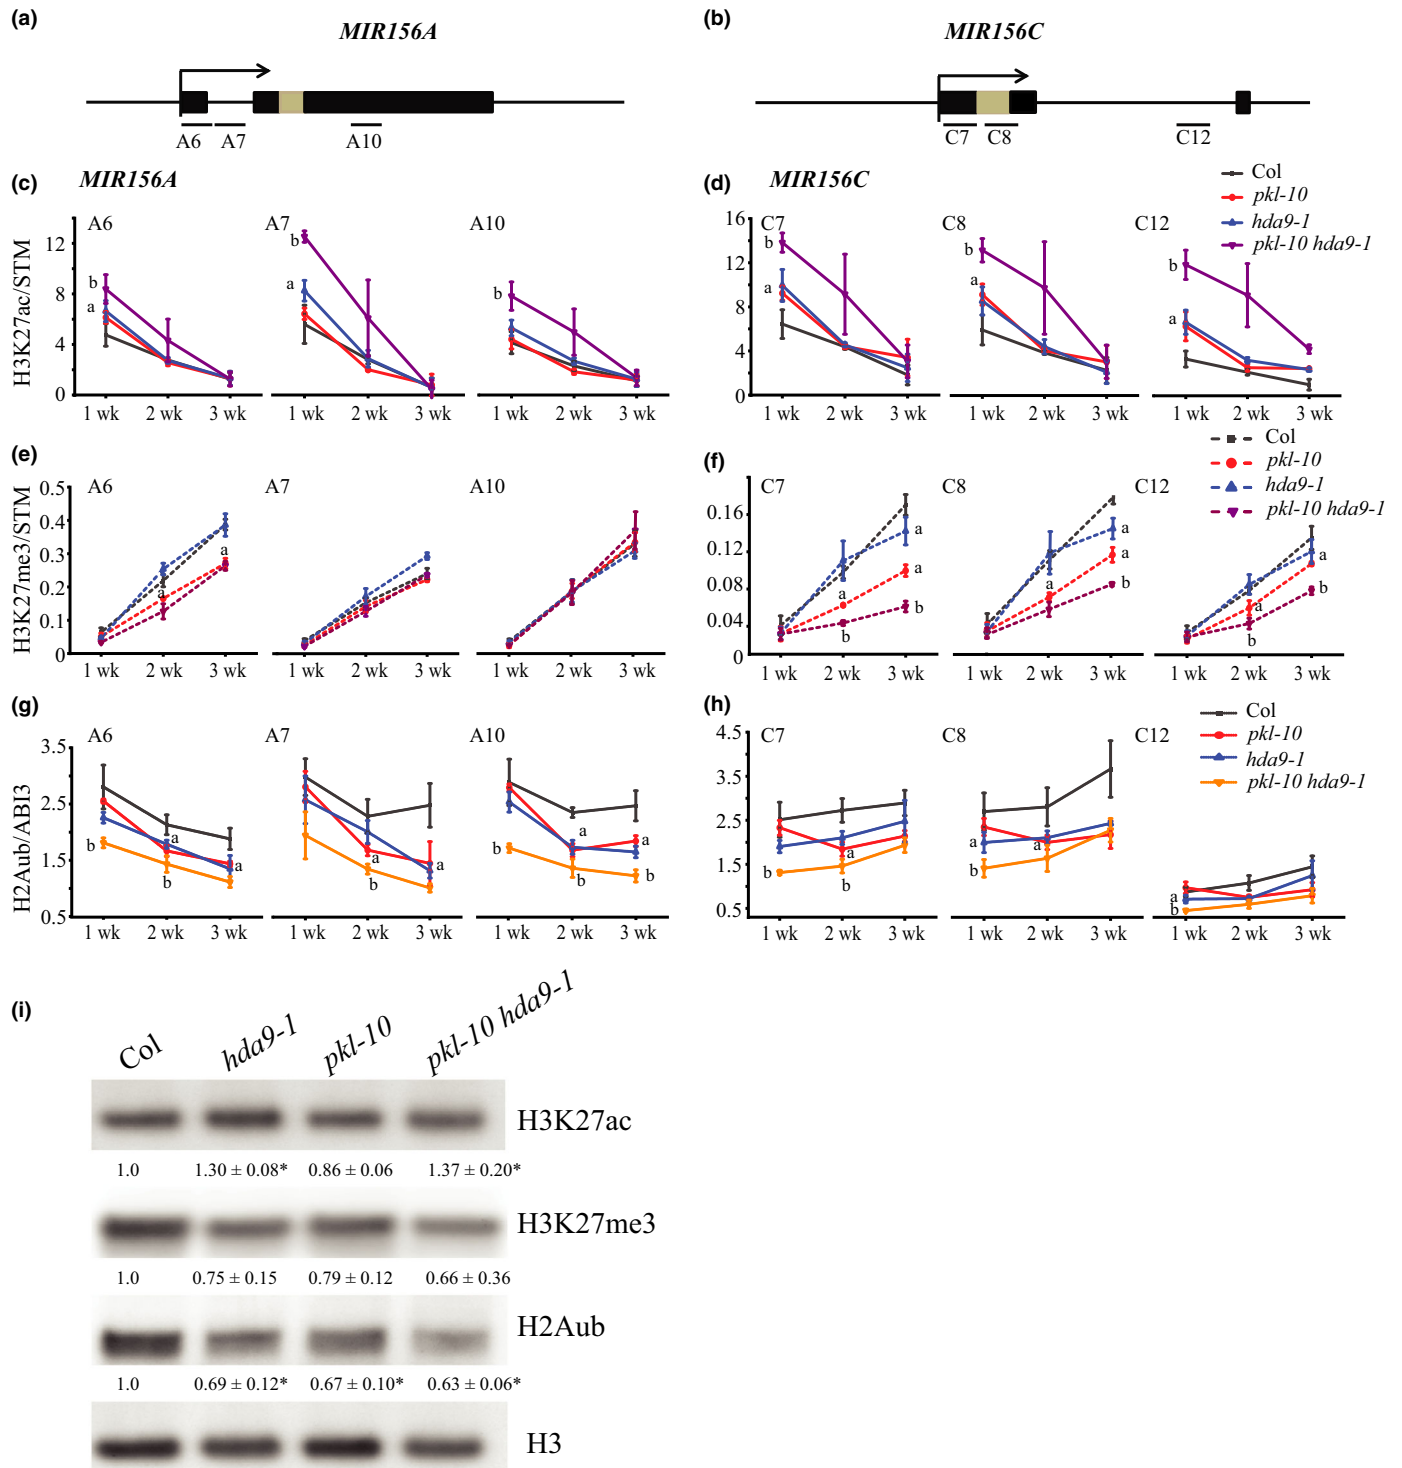 (a)
MIR156A
A6 A7 A10
(b)
MIR156C
C7 C8 C12
(c) MIR156A
A6 A7 A10
H3K27ac/STM
12
8
4
0
b
a
b
a
b
1 wk 2 wk 3 wk 1 wk 2 wk 3 wk 1 wk 2 wk 3 wk
(d) MIR156C
Col
pkl-10
hda9-1
pkl-10 hda9-1
C7 C8 C12
16
12
8
4
0
b
a
b
a
b
a
1 wk 2 wk 3 wk 1 wk 2 wk 3 wk 1 wk 2 wk 3 wk
(e)
A6 A7 A10
H3K27me3/STM
0.5
0.4
0.3
0.2
0.1
0
a
a
1 wk 2 wk 3 wk 1 wk 2 wk 3 wk 1 wk 2 wk 3 wk
(f)
Col
pkl-10
hda9-1
pkl-10 hda9-1
C7 C8 C12
0.16
0.12
0.08
0.04
0
a
a
a
b
b
a
a
a
b
a
a
b
b
1 wk 2 wk 3 wk 1 wk 2 wk 3 wk 1 wk 2 wk 3 wk
(g)
A6 A7 A10
H2Aub/ABI3
3.5
2.5
1.5
0.5
b
a
a
b
a
a
b
b
a
a
b
b
1 wk 2 wk 3 wk 1 wk 2 wk 3 wk 1 wk 2 wk 3 wk
(h)
Col
pkl-10
hda9-1
pkl-10 hda9-1
C7 C8 C12
4.5
3.5
2.5
1.5
0.5
b
a
b
a
a
b
a
b
1 wk 2 wk 3 wk 1 wk 2 wk 3 wk 1 wk 2 wk 3 wk
(i)
Col hda9-1 pkl-10 pkl-10 hda9-1
H3K27ac
1.0 1.30 ± 0.08* 0.86 ± 0.06 1.37 ± 0.20*
H3K27me3
1.0 0.75 ± 0.15 0.79 ± 0.12 0.66 ± 0.36
H2Aub
1.0 0.69 ± 0.12* 0.67 ± 0.10* 0.63 ± 0.06*
H3